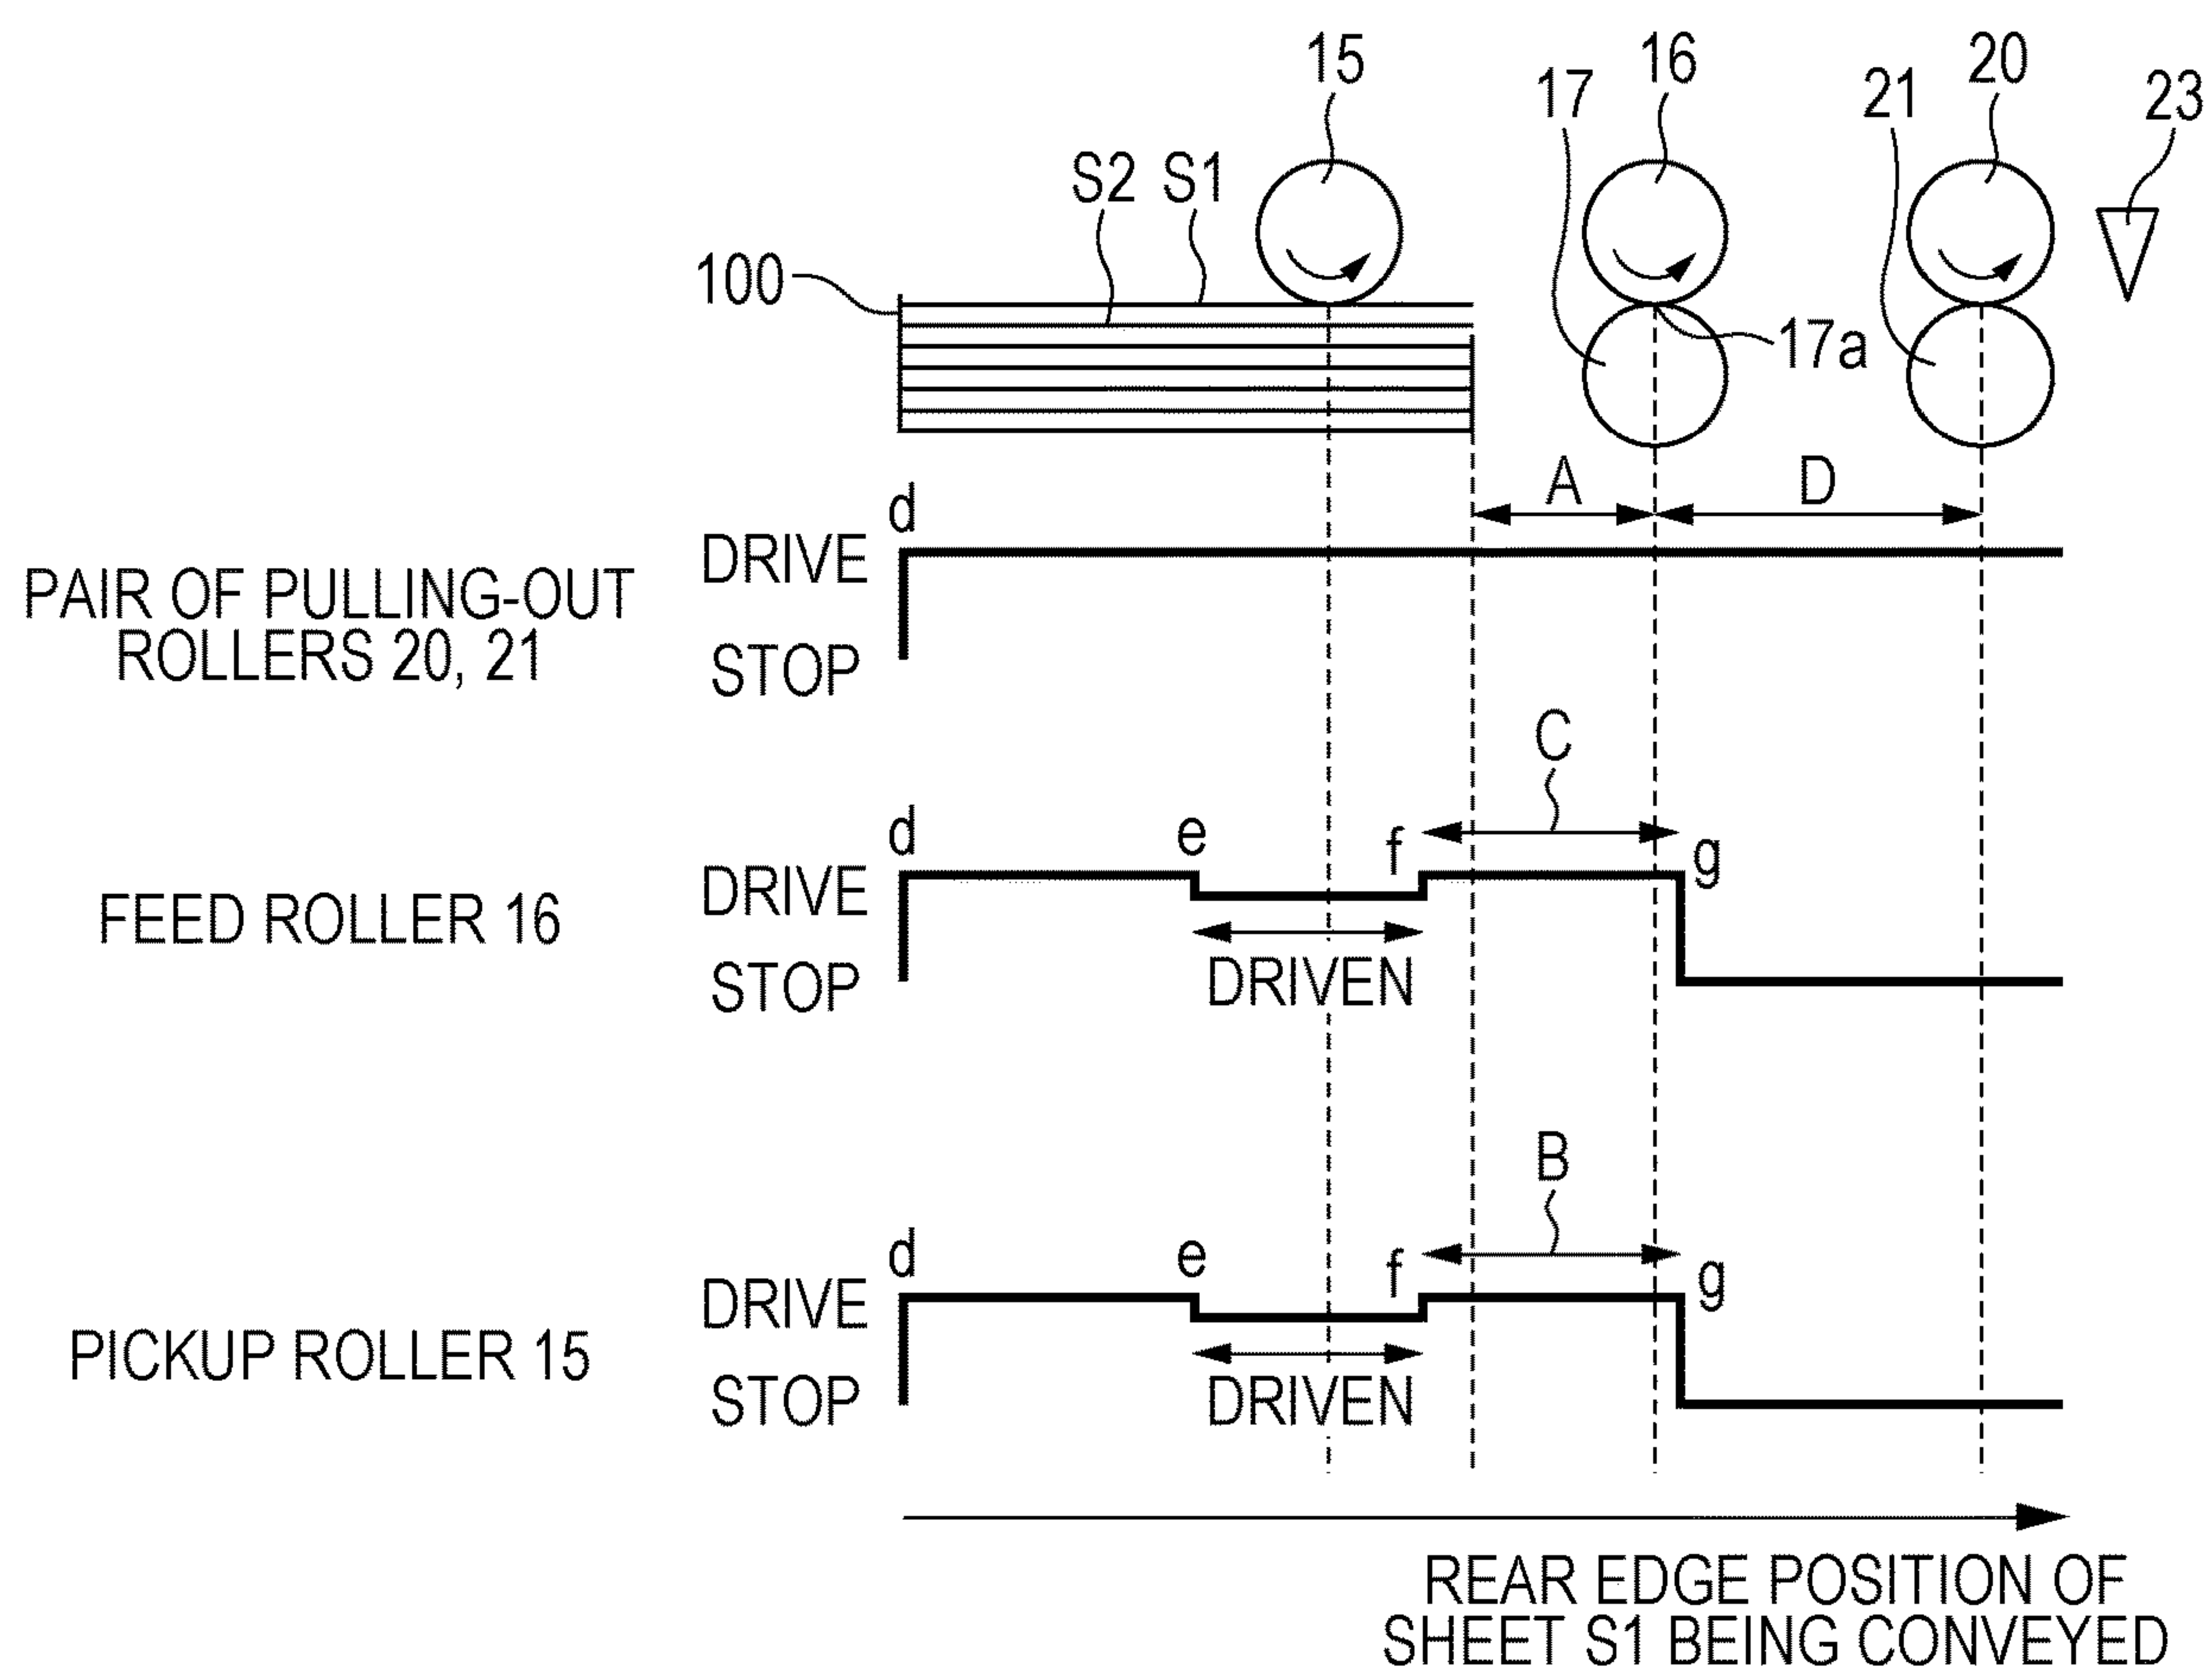 15
16
20
17
21
23
S2 S1
100
17a
A
D
d
DRIVE
PAIR OF PULLING-OUT
ROLLERS 20, 21
STOP
C
d
e
f
g
DRIVE
FEED ROLLER 16
STOP
DRIVEN
B
d
e
f
g
DRIVE
PICKUP ROLLER 15
STOP
DRIVEN
REAR EDGE POSITION OF
SHEET S1 BEING CONVEYED